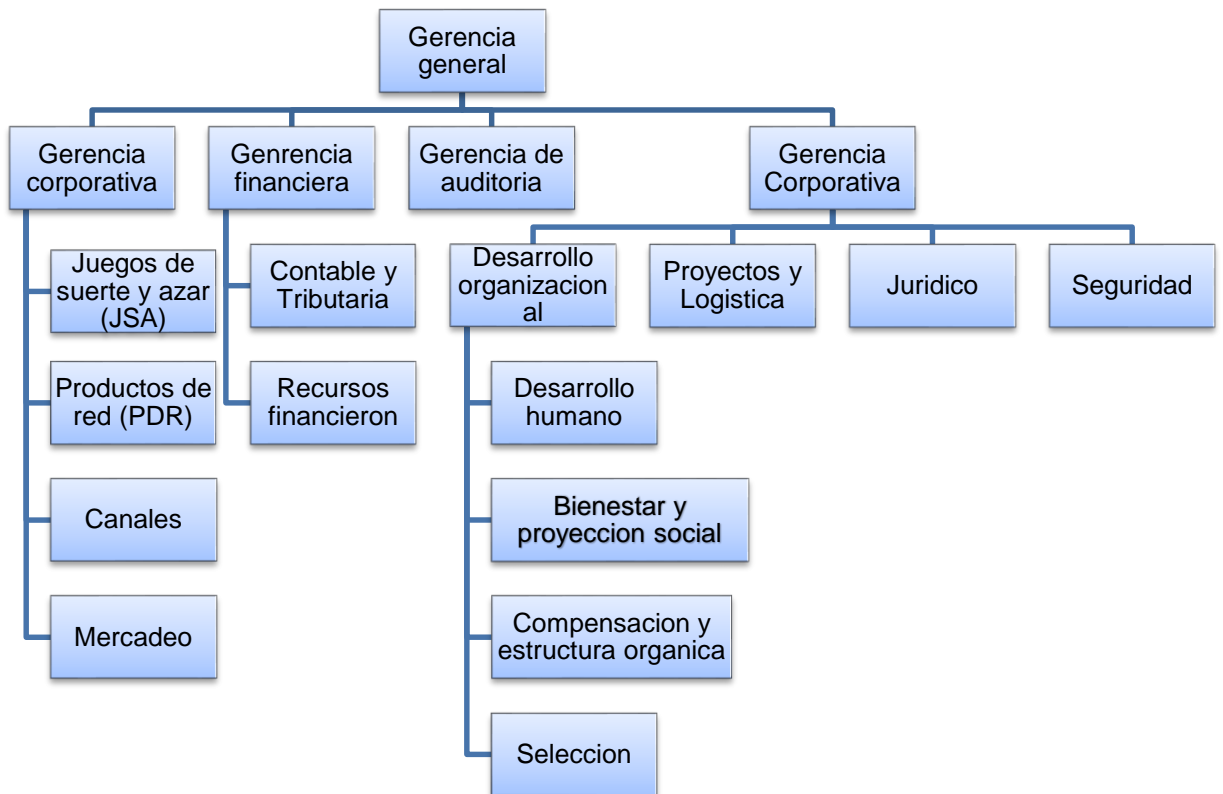 Gerencia
general
Gerencia
corporativa
Genrencia
financiera
Gerencia de
auditoria
Gerencia
Corporativa
Juegos de
suerte y azar
(JSA)
Productos de
red (PDR)
Canales
Mercadeo
Contable y
Tributaria
Recursos
financieron
Desarrollo
organizacion
al
Proyectos y
Logistica
Juridico
Seguridad
Desarrollo
humano
Bienestar y
proyeccion social
Compensacion y
estructura organica
Seleccion